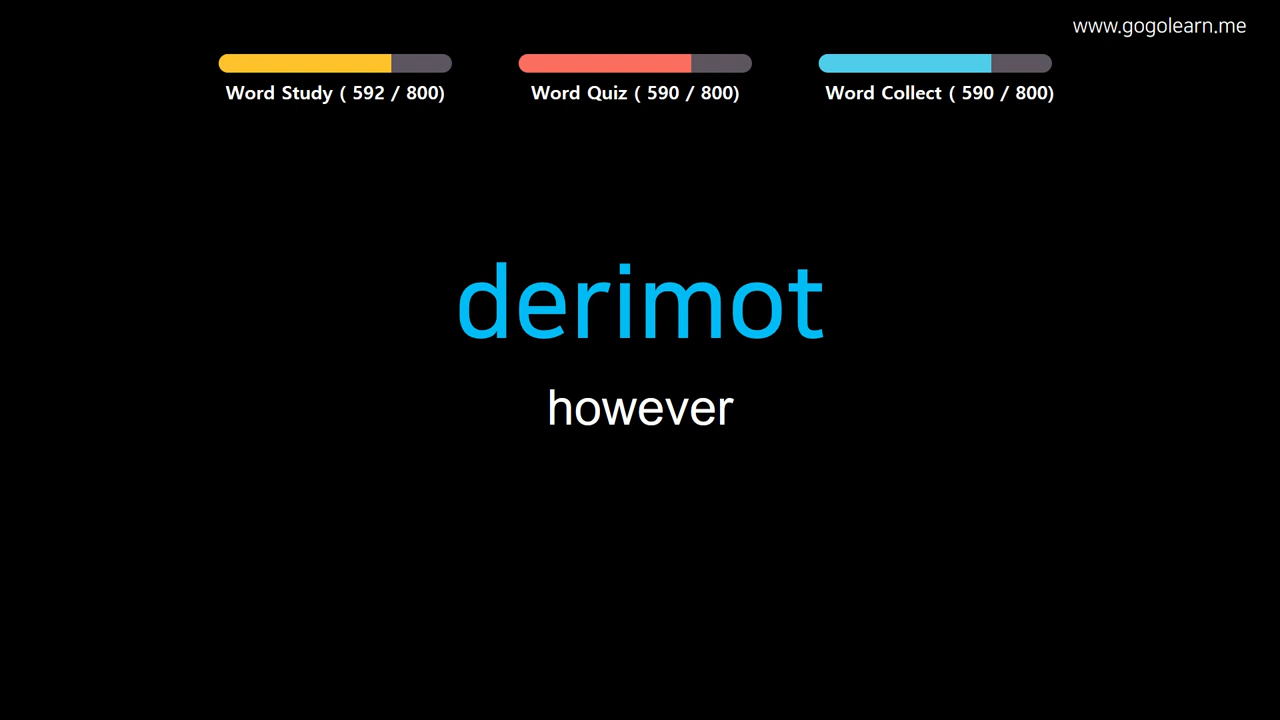 www.gogolearn.me
Word Study ( 592 / 800)
Word Quiz ( 590 / 800)
Word Collect ( 590 / 800)
derimot
however